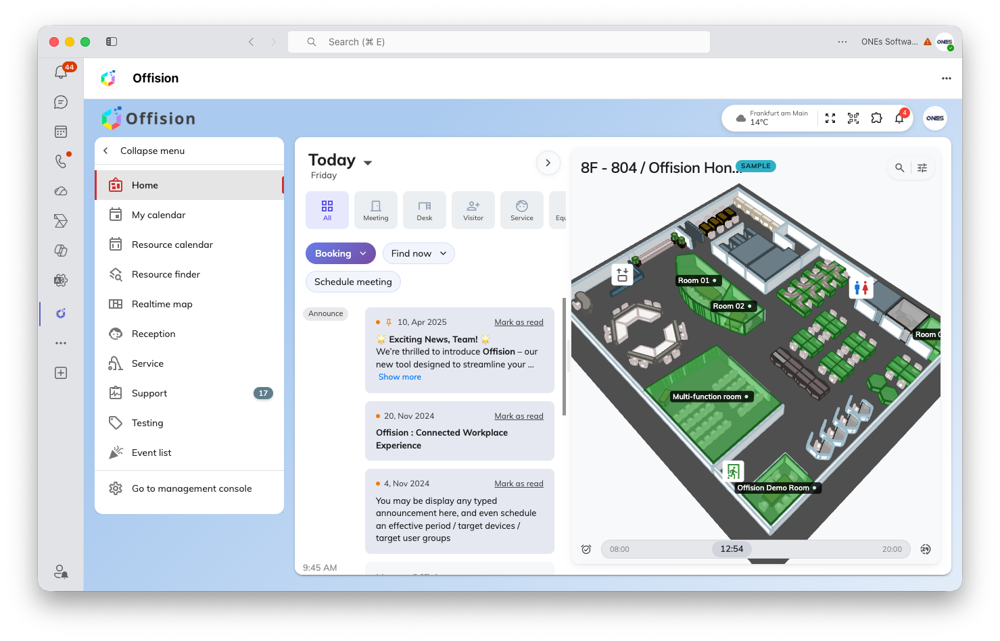 Search (⌘ E)
ONEs Softwa...
ONES
44
Offision
Offision
Frankfurt am Main
14°C
4
ONES
Collapse menu
Home
My calendar
Resource calendar
Resource finder
Realtime map
Reception
Service
Support
17
Testing
Event list
Go to management console
Today
Friday
All
Meeting
Desk
Visitor
Service
Equ
Booking
Find now
Schedule meeting
Announce
10, Apr 2025
Mark as read
🌟 Exciting News, Team! 🌟
We're thrilled to introduce Offision – our
new tool designed to streamline your ...
Show more
20, Nov 2024
Mark as read
Offision : Connected Workplace
Experience
4, Nov 2024
Mark as read
You may be display any typed
announcement here, and even schedule
an effective period / target devices /
target user groups
9:45 AM
8F - 804 / Offision Hon...
SAMPLE
Room 01
Room 02
Room 0
Multi-function room
Offision Demo Room
08:00
12:54
20:00
24